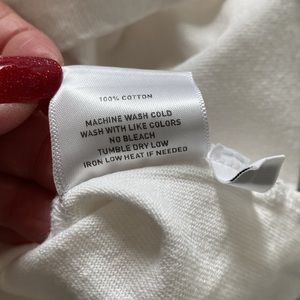 100% COTTON
MACHINE WASH COLD
WASH WITH LIKE COLORS
NO BLEACH
TUMBLE DRY LOW
IRON LOW HEAT IF NEEDED